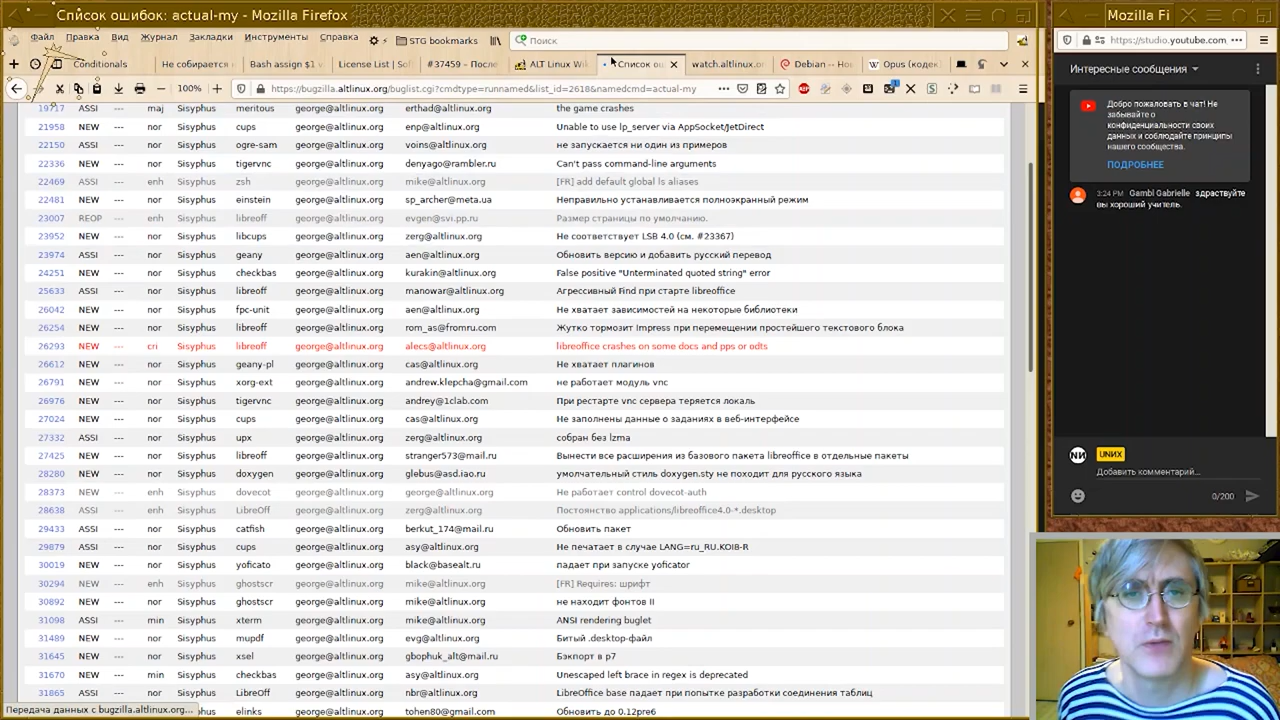 Список ошибок: actual-my - Mozilla Firefox
Файл Правка Вид Журнал Закладки Инструменты Справка STG bookmarks Поиск
Conditionals Не собирается Bash assign $1 License List | Sof #37459 – После ALT Linux Wik Список ош watch.altlinux.or Debian -- Ho Opus (кодек
100% https://bugzilla.altlinux.org/buglist.cgi?cmdtype=runnamed&list_id=2618&namedcmd=actual-my
19717 ASSI --- maj Sisyphus meritous george@altlinux.org erthad@altlinux.org the game crashes
21958 NEW --- nor Sisyphus cups george@altlinux.org enp@altlinux.org Unable to use lp_server via AppSocket/JetDirect
22150 ASSI --- nor Sisyphus ogre-sam george@altlinux.org viy@altlinux.org не запускается ни один из примеров
22336 NEW --- nor Sisyphus tigervnc george@altlinux.org denyago@rambler.ru Can't pass command-line arguments
22469 ASSI --- enh Sisyphus zsh george@altlinux.org mike@altlinux.org [FR] add default global ls aliases
22481 NEW --- nor Sisyphus einstein george@altlinux.org sp_archer@meta.ua Неправильно устанавливается полноэкранный режим
23007 REOP --- enh Sisyphus libreoff george@altlinux.org evgen@svi.pp.ru Размер страницы по умолчанию.
23952 NEW --- nor Sisyphus libcups george@altlinux.org zerg@altlinux.org Не соответствует LSB 4.0 (см. #23367)
23974 ASSI --- nor Sisyphus geany george@altlinux.org aen@altlinux.org Обновить версию и добавить русский перевод
24251 NEW --- nor Sisyphus checkbas george@altlinux.org kurakin@altlinux.org False positive "Unterminated quoted string" error
25633 ASSI --- nor Sisyphus libreoff george@altlinux.org manowar@altlinux.org Агрессивный Find при старте libreoffice
26042 NEW --- nor Sisyphus fpc-unit george@altlinux.org aen@altlinux.org Не хватает зависимостей на некоторые библиотеки
26254 NEW --- nor Sisyphus libreoff george@altlinux.org rom_as@fromru.com Жутко тормозит Impress при перемещении простейшего текстового блока
26293 NEW --- cri Sisyphus libreoff george@altlinux.org alecs@altlinux.org libreoffice crashes on some docs and pps or odts
26612 NEW --- nor Sisyphus geany-pl george@altlinux.org cas@altlinux.org Не хватает плагинов
26791 NEW --- nor Sisyphus xorg-ext george@altlinux.org andrew.klepcha@gmail.com не работает модуль vnc
26976 NEW --- nor Sisyphus tigervnc george@altlinux.org andrey@1clab.com При рестарте vnc сервера теряется локаль
27024 NEW --- nor Sisyphus cups george@altlinux.org cas@altlinux.org Не заполнены данные о заданиях в веб-интерфейсе
27332 ASSI --- nor Sisyphus upx george@altlinux.org zerg@altlinux.org собран без lzma
27425 NEW --- nor Sisyphus libreoff george@altlinux.org stranger573@mail.ru Вынести все расширения из базового пакета libreoffice в отдельные пакеты
28280 NEW --- nor Sisyphus doxygen george@altlinux.org obirvalger умолчательный стиль doxygen.sty не походит для русского языка
28373 NEW --- enh Sisyphus dovecot george@altlinux.org george@altlinux.org Не работает control dovecot-auth
28638 ASSI --- enh Sisyphus LibreOff george@altlinux.org zerg@altlinux.org Постоянство applications/libreoffice4.0-*.desktop
29433 ASSI --- nor Sisyphus catfish george@altlinux.org berkut_174@mail.ru Обновить пакет
29879 ASSI --- nor Sisyphus cups george@altlinux.org asy@altlinux.org Не печатает в случае LANG=ru_RU.KOI8-R
30019 NEW --- nor Sisyphus yoficato george@altlinux.org black@basealt.ru падает при запуске yoficator
30294 NEW --- enh Sisyphus ghostscr george@altlinux.org mike@altlinux.org [FR] Requires: шрифт
30892 NEW --- nor Sisyphus ghostscr george@altlinux.org mike@altlinux.org не находит фонтов II
31098 ASSI --- min Sisyphus xterm george@altlinux.org mike@altlinux.org ANSI rendering buglet
31489 NEW --- nor Sisyphus mupdf george@altlinux.org evg@altlinux.org Битый .desktop-файл
31645 NEW --- nor Sisyphus xsel george@altlinux.org gbophuk_alt@mail.ru Бэкпорт в p7
31670 NEW --- min Sisyphus checkbas george@altlinux.org asy@altlinux.org Unescaped left brace in regex is deprecated
31865 ASSI --- nor Sisyphus LibreOff george@altlinux.org nbr@altlinux.org LibreOffice base падает при попытке разработки соединения таблиц
nor Sisyphus elinks george@altlinux.org tohen80@gmail.com Обновить до 0.12pre6
Передача данных с bugzilla.altlinux.org...
Mozilla Fi
https://studio.youtube.com
Интересные сообщения
Добро пожаловать в чат! Не
забывайте о
конфиденциальности своих
данных и соблюдайте принципы
нашего сообщества.
ПОДРОБНЕЕ
3:24 PM Gambl Gabrielle здраствуйте
вы хороший учитель.
UNИX
Добавить комментарий...
0/200